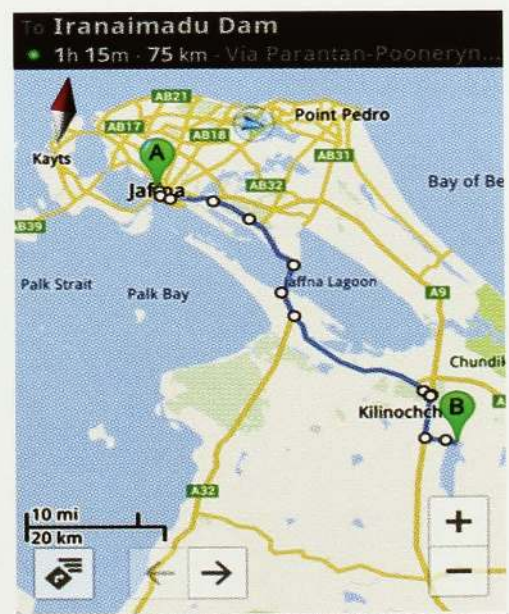 To Iranaimadu Dam
1h 15m · 75 km - Via Parantan-Pooneryn...
AB21
Point Pedro
AB17
AB18
A
Kayts
AB31
Jaffna
AB32
Bay of Be
AB39
Palk Strait
Jaffna Lagoon
Palk Bay
A9
Chundik
B
Kilinochch
A
A32
10 mi
20 km
+
−